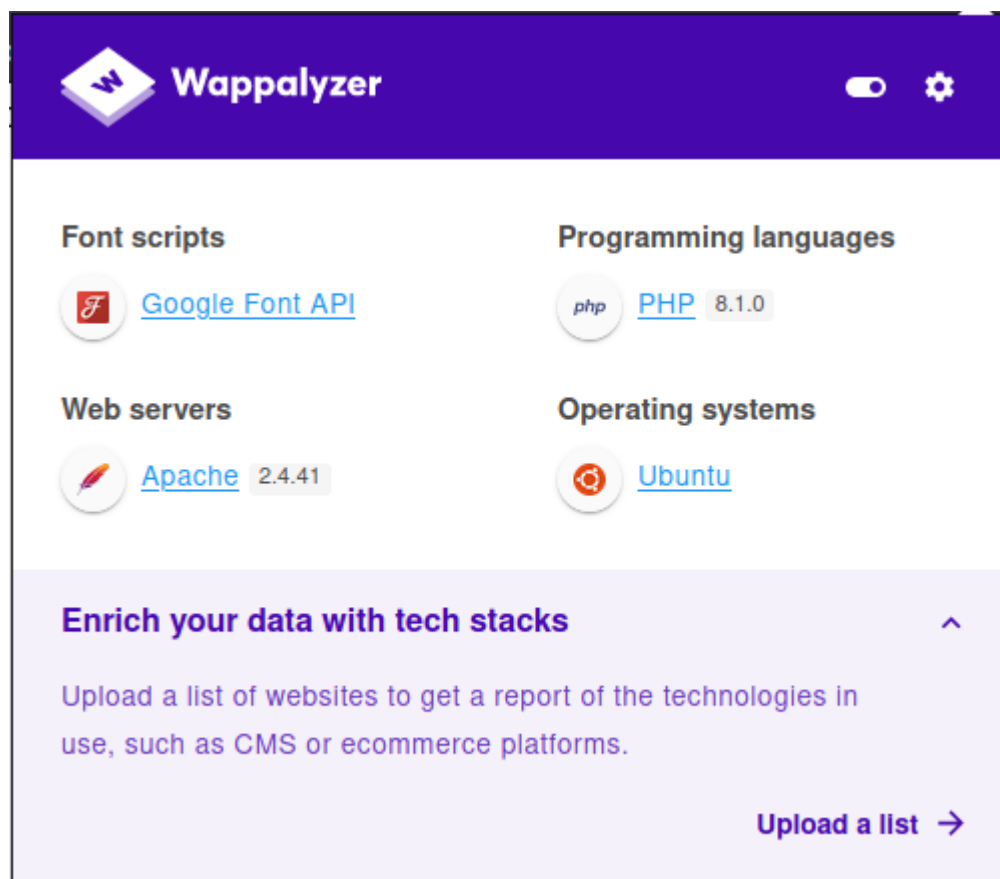 Wappalyzer
Font scripts
Google Font API
Programming languages
php PHP 8.1.0
Web servers
Apache 2.4.41
Operating systems
Ubuntu
Enrich your data with tech stacks
Upload a list of websites to get a report of the technologies in
use, such as CMS or ecommerce platforms.
Upload a list